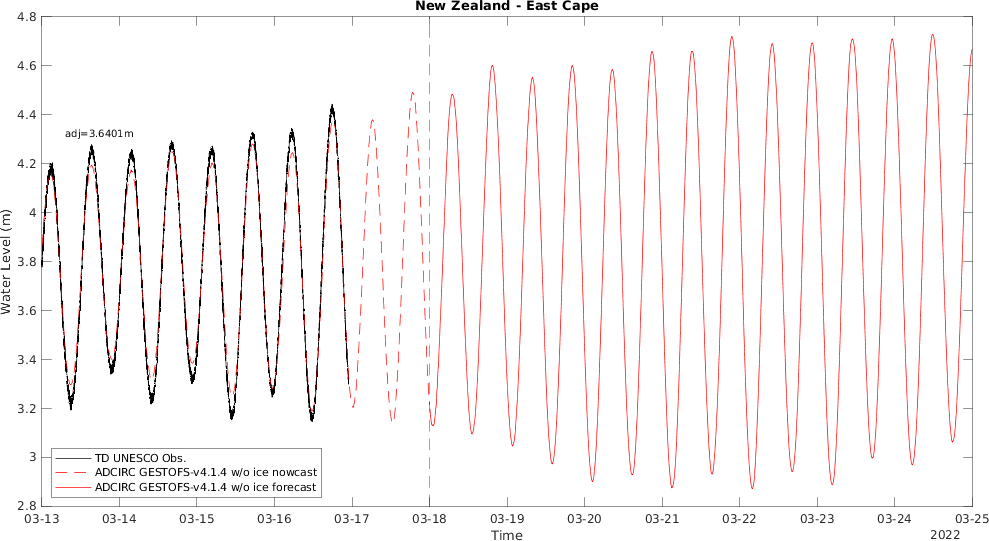 New Zealand - East Cape
4.8
4.6
4.4
4.2
4
3.8
3.6
3.4
3.2
3
2.8
Water Level (m)
adj=3.6401m
TD UNESCO Obs.
ADCIRC GESTOFS-v4.1.4 w/o ice nowcast
ADCIRC GESTOFS-v4.1.4 w/o ice forecast
03-13 03-14 03-15 03-16 03-17 03-18 03-19 03-20 03-21 03-22 03-23 03-24 03-25
Time
2022